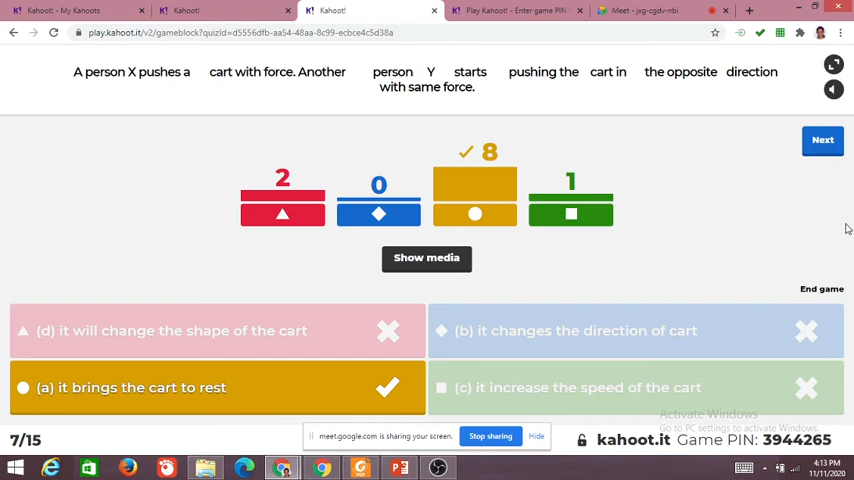 Kahoot! - My Kahoots
Kahoot!
Kahoot!
Play Kahoot! - Enter game PIN
Meet - jxg-cgdv-nbi
play.kahoot.it/v2/gameblock?quizId=d5556dfb-aa54-48aa-8c99-ecbce4c5d38a
A person X pushes a cart with force. Another person Y starts pushing the cart in the opposite direction
with same force.
Next
2
0
8
1
Show media
End game
(d) it will change the shape of the cart
(b) it changes the direction of cart
(a) it brings the cart to rest
(c) it increase the speed of the cart
Activate Windows
Go to PC settings to activate Windows.
7/15
meet.google.com is sharing your screen.
Stop sharing
Hide
kahoot.it Game PIN: 3944265
4:13 PM
11/11/2020